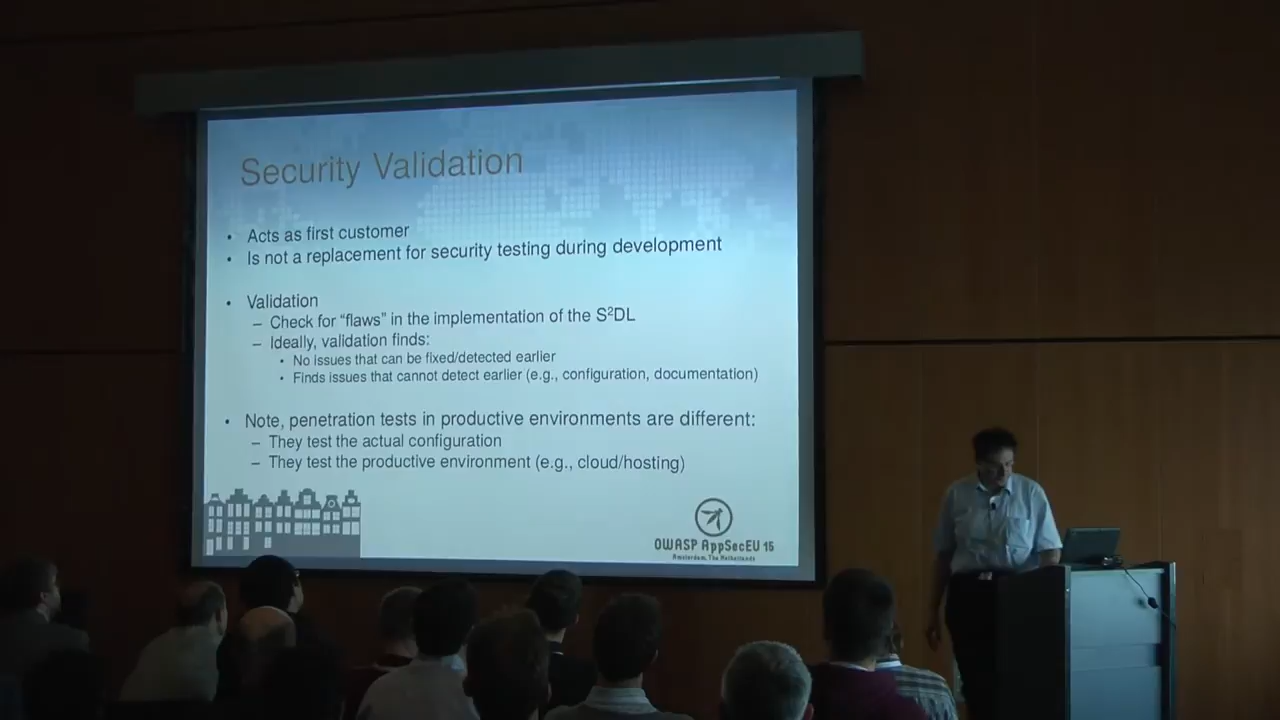 Security Validation
• Acts as first customer
• Is not a replacement for security testing during development
• Validation
– Check for “flaws” in the implementation of the S²DL
– Ideally, validation finds:
• No issues that can be fixed/detected earlier
• Finds issues that cannot detect earlier (e.g., configuration, documentation)
• Note, penetration tests in productive environments are different:
– They test the actual configuration
– They test the productive environment (e.g., cloud/hosting)
OWASP AppSecEU 15
Amsterdam, The Netherlands